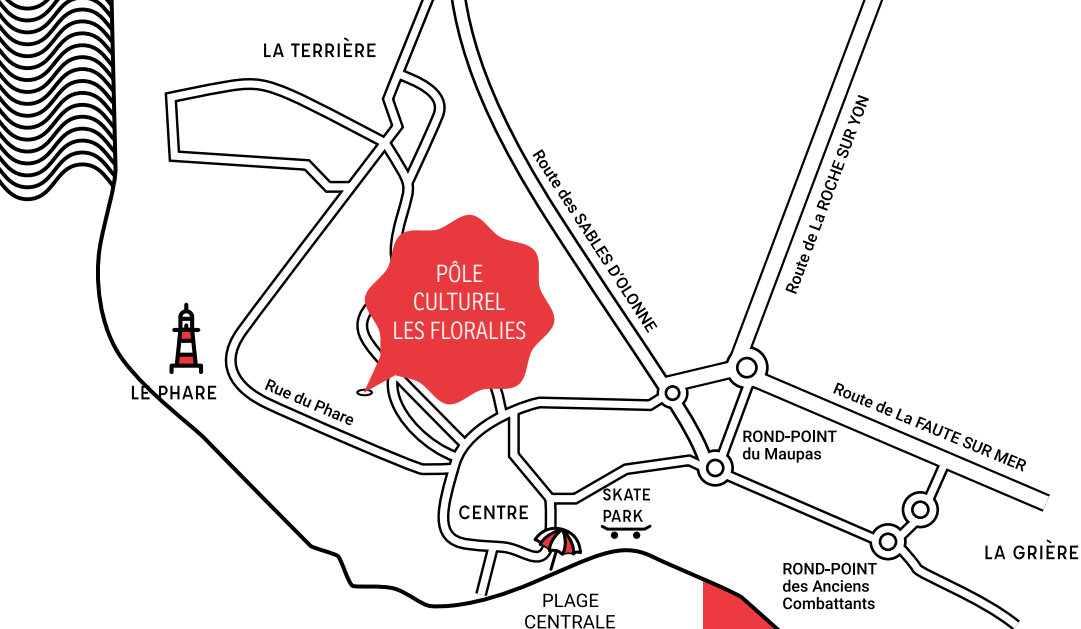 LA TERRIÈRE
Route des SABLES D'OLONNE
Route de La ROCHE SUR YON
PÔLE
CULTUREL
LES FLORALIES
LE PHARE
Rue du Phare
Route de La FAUTE SUR MER
ROND-POINT
du Maupas
CENTRE
SKATE
PARK
LA GRIÈRE
ROND-POINT
des Anciens
Combattants
PLAGE
CENTRALE